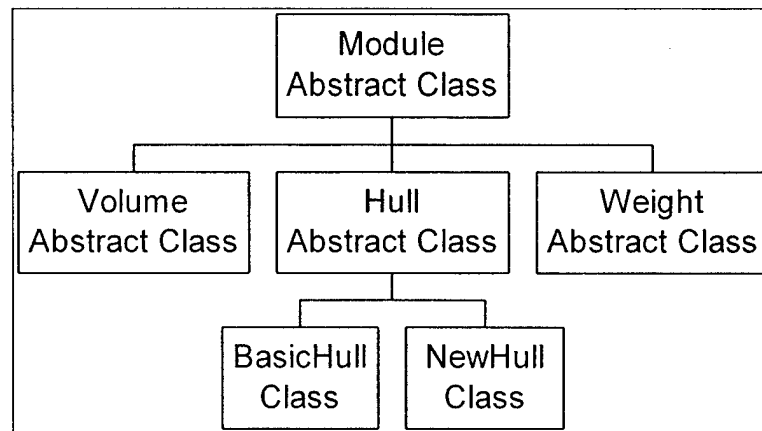 Module
Abstract Class
Volume
Abstract Class
Hull
Abstract Class
Weight
Abstract Class
BasicHull
Class
NewHull
Class